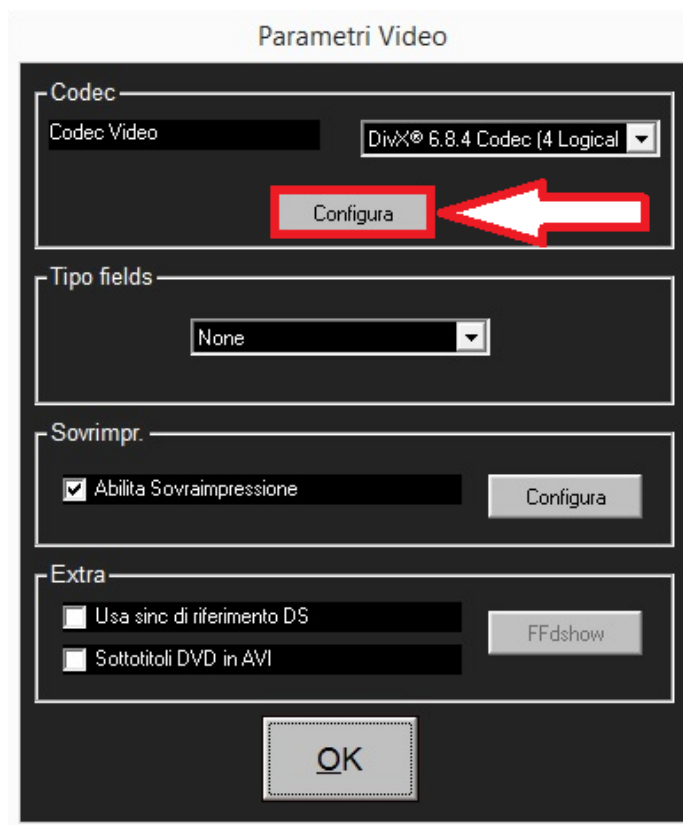 Parametri Video
Codec
Codec Video
DivX® 6.8.4 Codec (4 Logical
Configura
Tipo fields
None
Sovrimpr.
Abilita Sovraimpressione
Configura
Extra
Usa sinc di riferimento DS
FFdshow
Sottotitoli DVD in AVI
OK